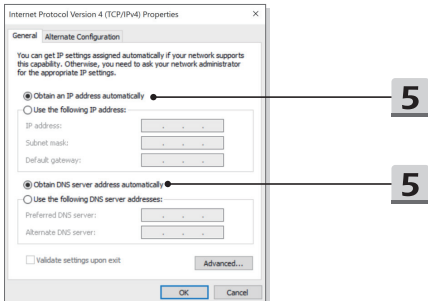 Internet Protocol Version 4 (TCP/IPv4) Properties
General
Alternate Configuration
You can get IP settings assigned automatically if your network supports
this capability. Otherwise, you need to ask your network administrator
for the appropriate IP settings.
Obtain an IP address automatically
5
Use the following IP address:
IP address:
Subnet mask:
Default gateway:
Obtain DNS server address automatically
5
Use the following DNS server addresses:
Preferred DNS server:
Alternate DNS server:
Validate settings upon exit
Advanced...
OK
Cancel